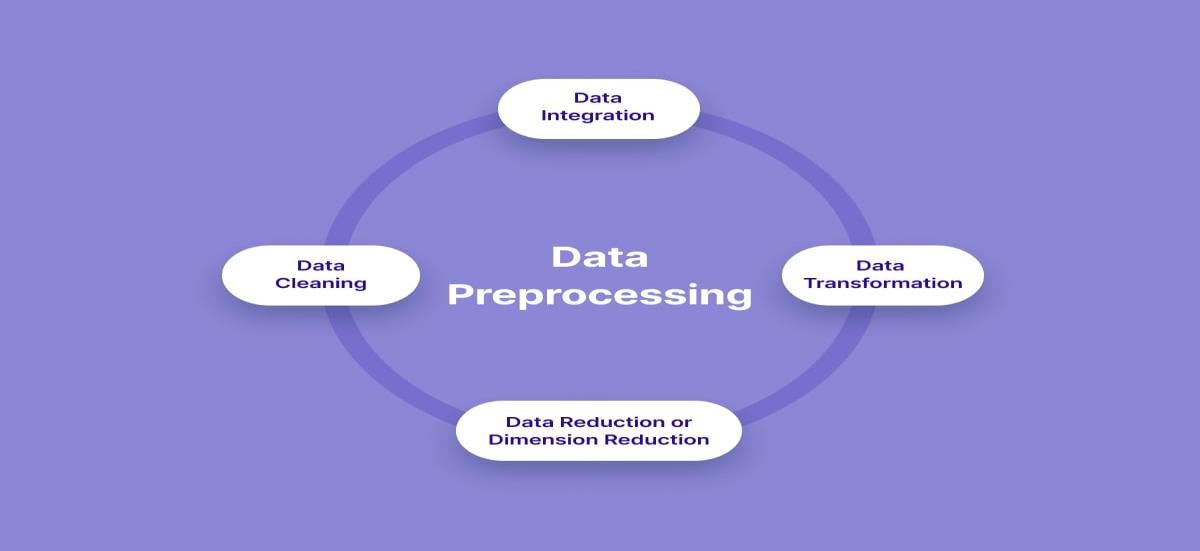 Data
Integration
Data
Cleaning
Data
Preprocessing
Data
Transformation
Data Reduction or
Dimension Reduction